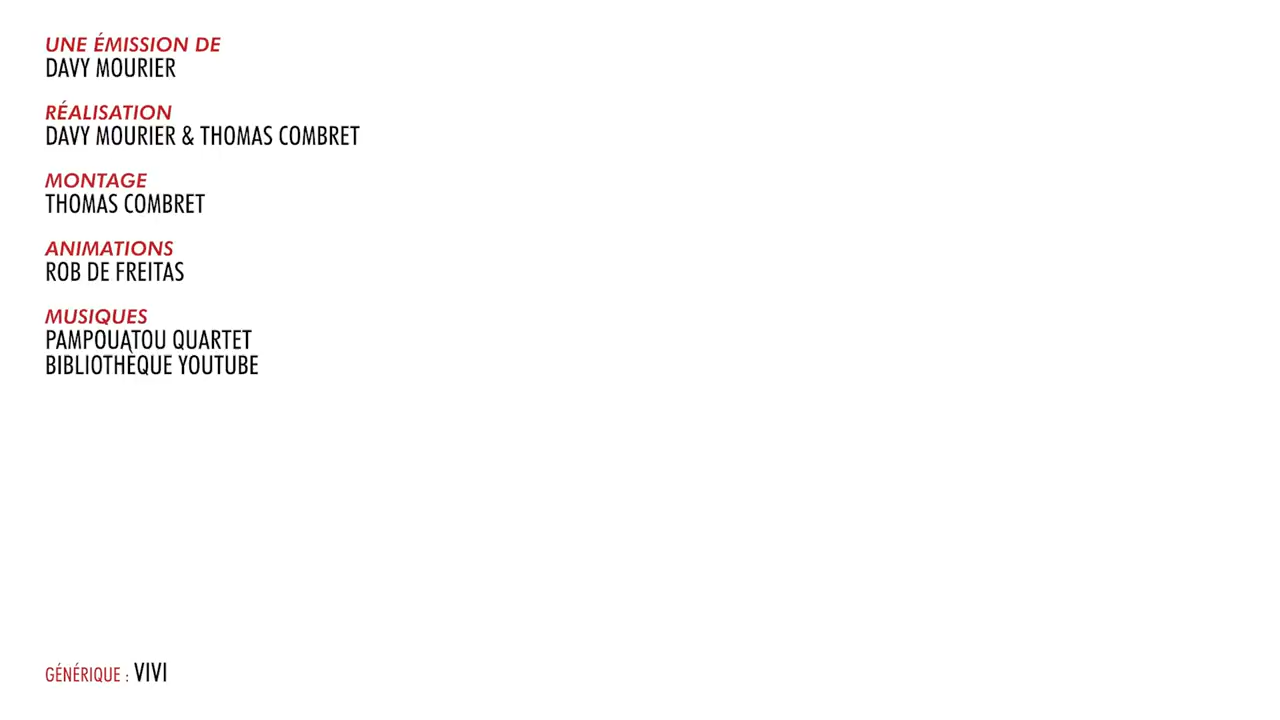 UNE ÉMISSION DE
DAVY MOURIER
RÉALISATION
DAVY MOURIER & THOMAS COMBRET
MONTAGE
THOMAS COMBRET
ANIMATIONS
ROB DE FREITAS
MUSIQUES
PAMPOUATOU QUARTET
BIBLIOTHÈQUE YOUTUBE
GÉNÉRIQUE : VIVI